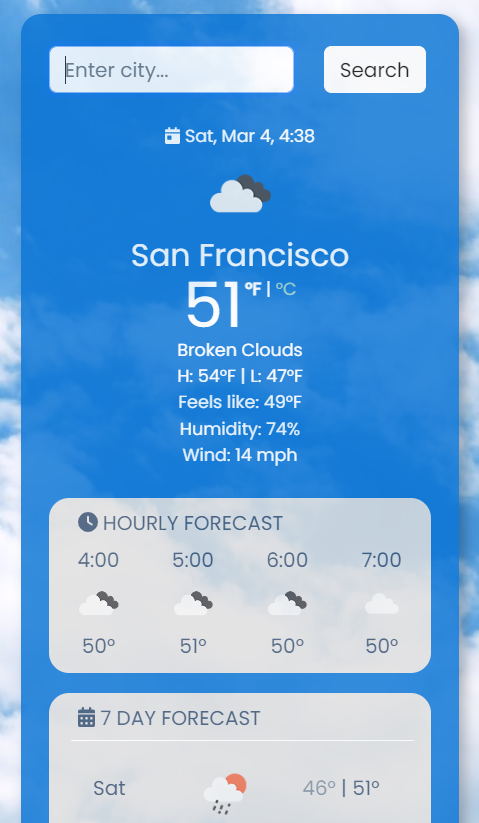 Enter city...
Search
Sat, Mar 4, 4:38
San Francisco
51 °F | °C
Broken Clouds
H: 54°F | L: 47°F
Feels like: 49°F
Humidity: 74%
Wind: 14 mph
HOURLY FORECAST
4:00 5:00 6:00 7:00
50° 51° 50° 50°
7 DAY FORECAST
Sat 46° | 51°